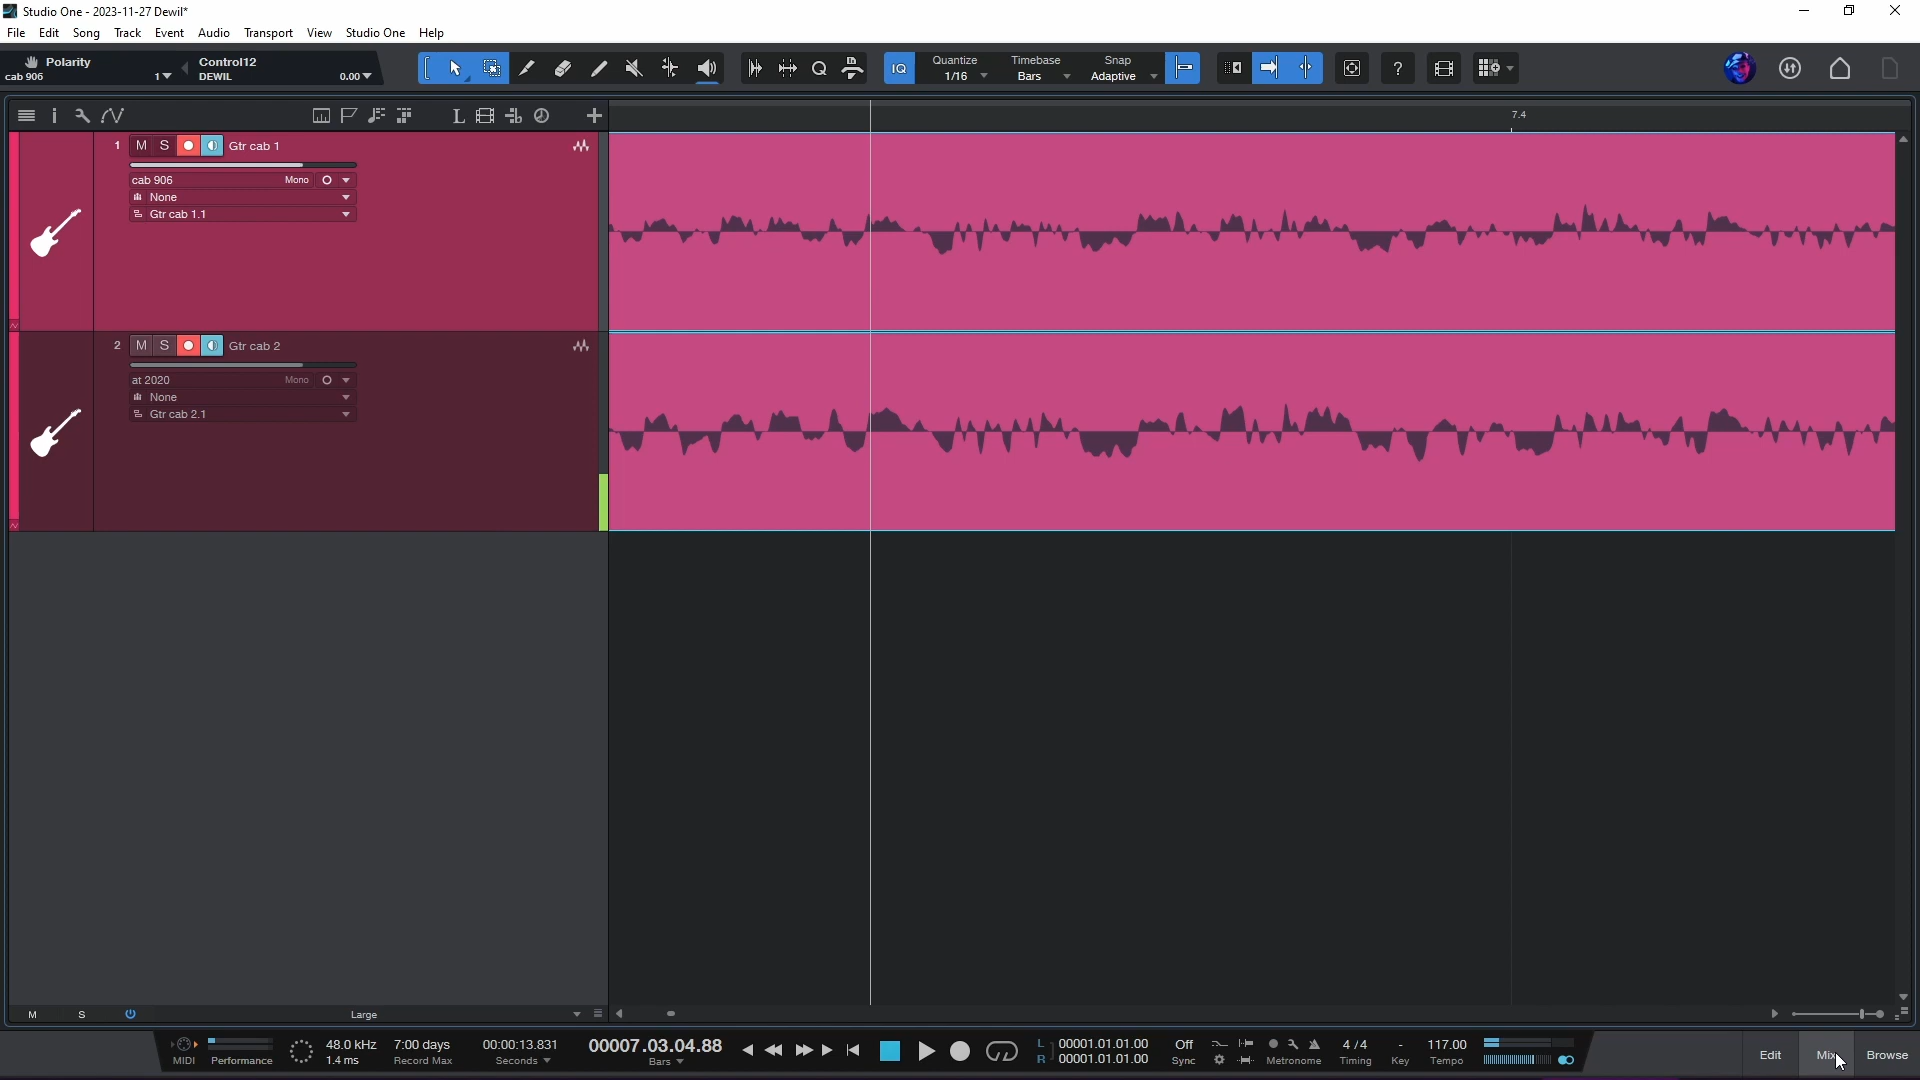 Studio One - 2023-11-27 Dewil*
File Edit Song Track Event Audio Transport View Studio One Help
Polarity
cab 906 1
Control12
DEWIL 0.00
IQ
Quantize
1/16
Timebase
Bars
Snap
Adaptive
?
7.4
1 M S Gtr cab 1
cab 906 Mono
None
Gtr cab 1.1
2 M S Gtr cab 2
at 2020 Mono
None
Gtr cab 2.1
M S Large
MIDI
Performance
48.0 kHz
1.4 ms
7:00 days
Record Max
00:00:13.831
Seconds
00007.03.04.88
Bars
L 00001.01.01.00
R 00001.01.01.00
Off
Sync
Metronome
4 / 4
Timing
-
Key
117.00
Tempo
Edit Mix Browse